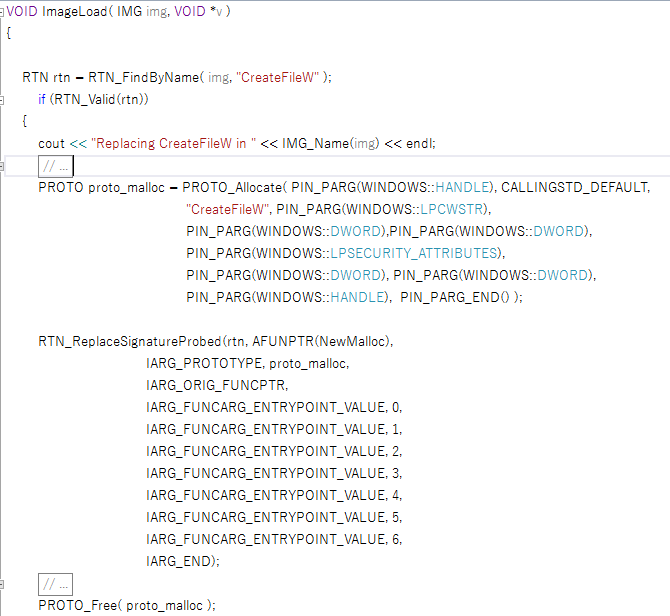 VOID ImageLoad( IMG img, VOID *v )
{
RTN rtn = RTN_FindByName( img, "CreateFileW" );
if (RTN_Valid(rtn))
{
cout << "Replacing CreateFileW in " << IMG_Name(img) << endl;
// ...
PROTO proto_malloc = PROTO_Allocate( PIN_PARG(WINDOWS::HANDLE), CALLINGSTD_DEFAULT,
"CreateFileW", PIN_PARG(WINDOWS::LPCWSTR),
PIN_PARG(WINDOWS::DWORD),PIN_PARG(WINDOWS::DWORD),
PIN_PARG(WINDOWS::LPSECURITY_ATTRIBUTES),
PIN_PARG(WINDOWS::DWORD), PIN_PARG(WINDOWS::DWORD),
PIN_PARG(WINDOWS::HANDLE), PIN_PARG_END() );
RTN_ReplaceSignatureProbed(rtn, AFUNPTR(NewMalloc),
IARG_PROTOTYPE, proto_malloc,
IARG_ORIG_FUNCPTR,
IARG_FUNCARG_ENTRYPOINT_VALUE, 0,
IARG_FUNCARG_ENTRYPOINT_VALUE, 1,
IARG_FUNCARG_ENTRYPOINT_VALUE, 2,
IARG_FUNCARG_ENTRYPOINT_VALUE, 3,
IARG_FUNCARG_ENTRYPOINT_VALUE, 4,
IARG_FUNCARG_ENTRYPOINT_VALUE, 5,
IARG_FUNCARG_ENTRYPOINT_VALUE, 6,
IARG_END);
// ...
PROTO_Free( proto_malloc );